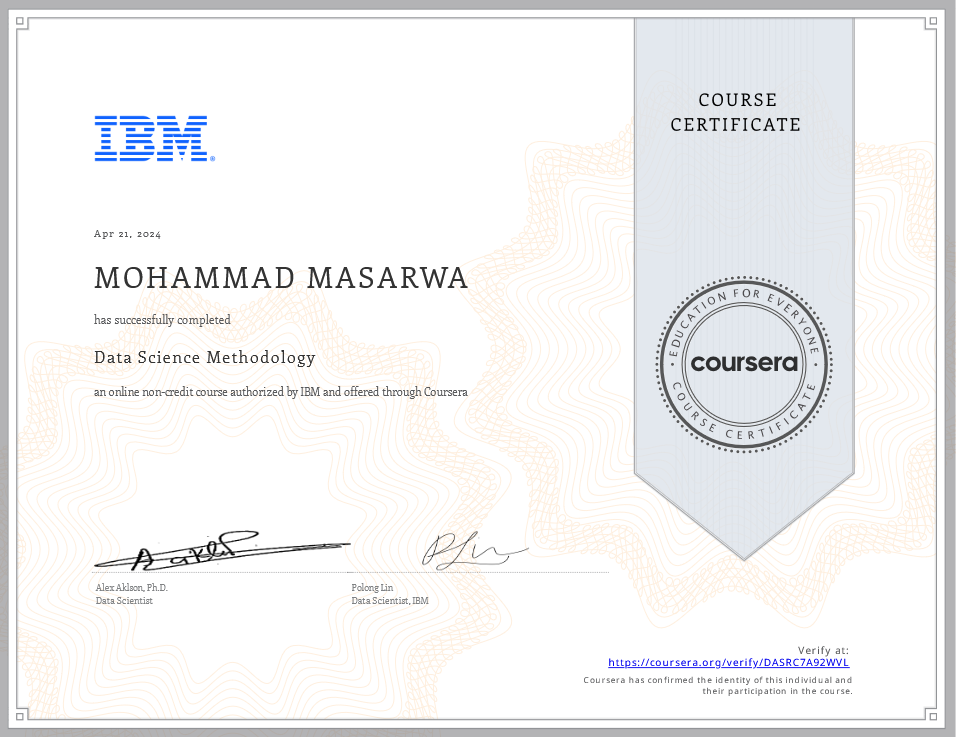 COURSE
CERTIFICATE
IBM®
Apr 21, 2024
MOHAMMAD MASARWA
has successfully completed
Data Science Methodology
an online non-credit course authorized by IBM and offered through Coursera
EDUCATION FOR EVERYONE
coursera
COURSE CERTIFICATE
Alex Aklson, Ph.D.
Data Scientist
Polong Lin
Data Scientist, IBM
Verify at:
https://coursera.org/verify/DASRC7A92WVL
Coursera has confirmed the identity of this individual and
their participation in the course.